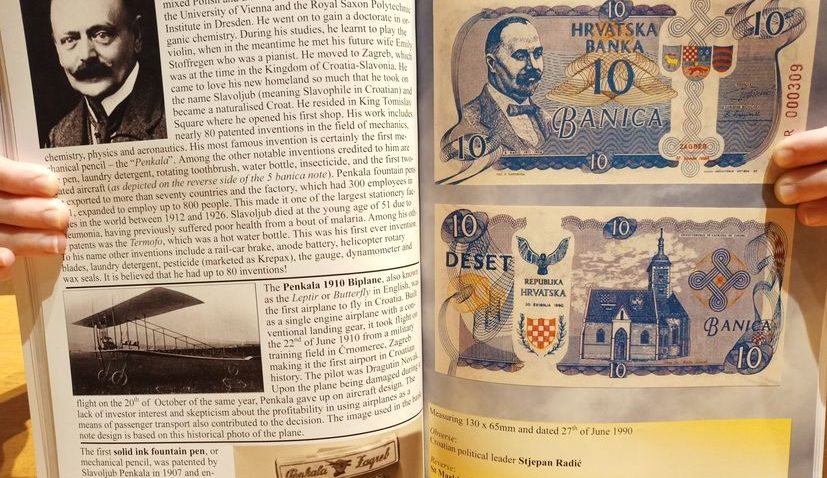 mixed Polish and
the University of Vienna and the Royal Saxon Polytechnic
Institute in Dresden. He went on to gain a doctorate in or-
ganic chemistry. During his studies, he learnt to play the
violin, when in the meantime he met his future wife Emily
Stoffregen who was a pianist. He moved to Zagreb, which
was at the time in the Kingdom of Croatia-Slavonia. He
came to love his new homeland so much that he took on
the name Slavoljub (meaning Slavophile in Croatian) and
became a naturalised Croat. He resided in King Tomislav
Square where he opened his first shop. His work includes
nearly 80 patented inventions in the field of mechanics,
chemistry, physics and aeronautics. His most famous invention is certainly the first me-
hanical pencil – the "Penkala". Among the other notable inventions credited to him are
pen, laundry detergent, rotating toothbrush, water bottle, insecticide, and the first two-
ated aircraft (as depicted on the reverse side of the 5 banica note). Penkala fountain pens
exported to more than seventy countries and the factory, which had 300 employees in
1, expanded to employ up to 800 people. This made it one of the largest stationery fac-
es in the world between 1912 and 1926. Slavoljub died at the young age of 51 due to
eumonia, having previously suffered poor health from a bout of malaria. Among his oth
patents was the Termofo, which was a hot water bottle. This was his first ever invention.
To his name other inventions include a rail-car brake, anode battery, helicopter rotary
blades, laundry detergent, pesticide (marketed as Krepax), the gauge, dynamometer and
wax seals. It is believed that he had up to 80 inventions!
The Penkala 1910 Biplane, also known
as the Leptir or Butterfly in English, was
the first airplane to fly in Croatia. Built
as a single engine airplane with a con-
ventional landing gear, it took flight on
the 22nd of June 1910 from a military
training field in Črnomerec, Zagreb
making it the first airport in Croatian
history. The pilot was Dragutin Novak.
Upon the plane being damaged during
flight on the 20th of October of the same year, Penkala gave up on aircraft design. The
lack of investor interest and skepticism about the profitability in using airplanes as a
means of passenger transport also contributed to the decision. The image used in the
note design is based on this historical photo of the plane.
The first solid ink fountain pen, or
mechanical pencil, was patented by
Slavoljub Penkala in 1907 and en-
Penkala Zagreb
10
HRVATSKA
BANKA
10
BANICA
10
10
10
ZAGREB
R 000309
10
10
DESET
REPUBLIKA
HRVATSKA
BANICA
10
10
Measuring 130 x 65mm and dated 27th of June 1990
Obverse:
Croatian political leader Stjepan Radić
Reverse:
St Mark